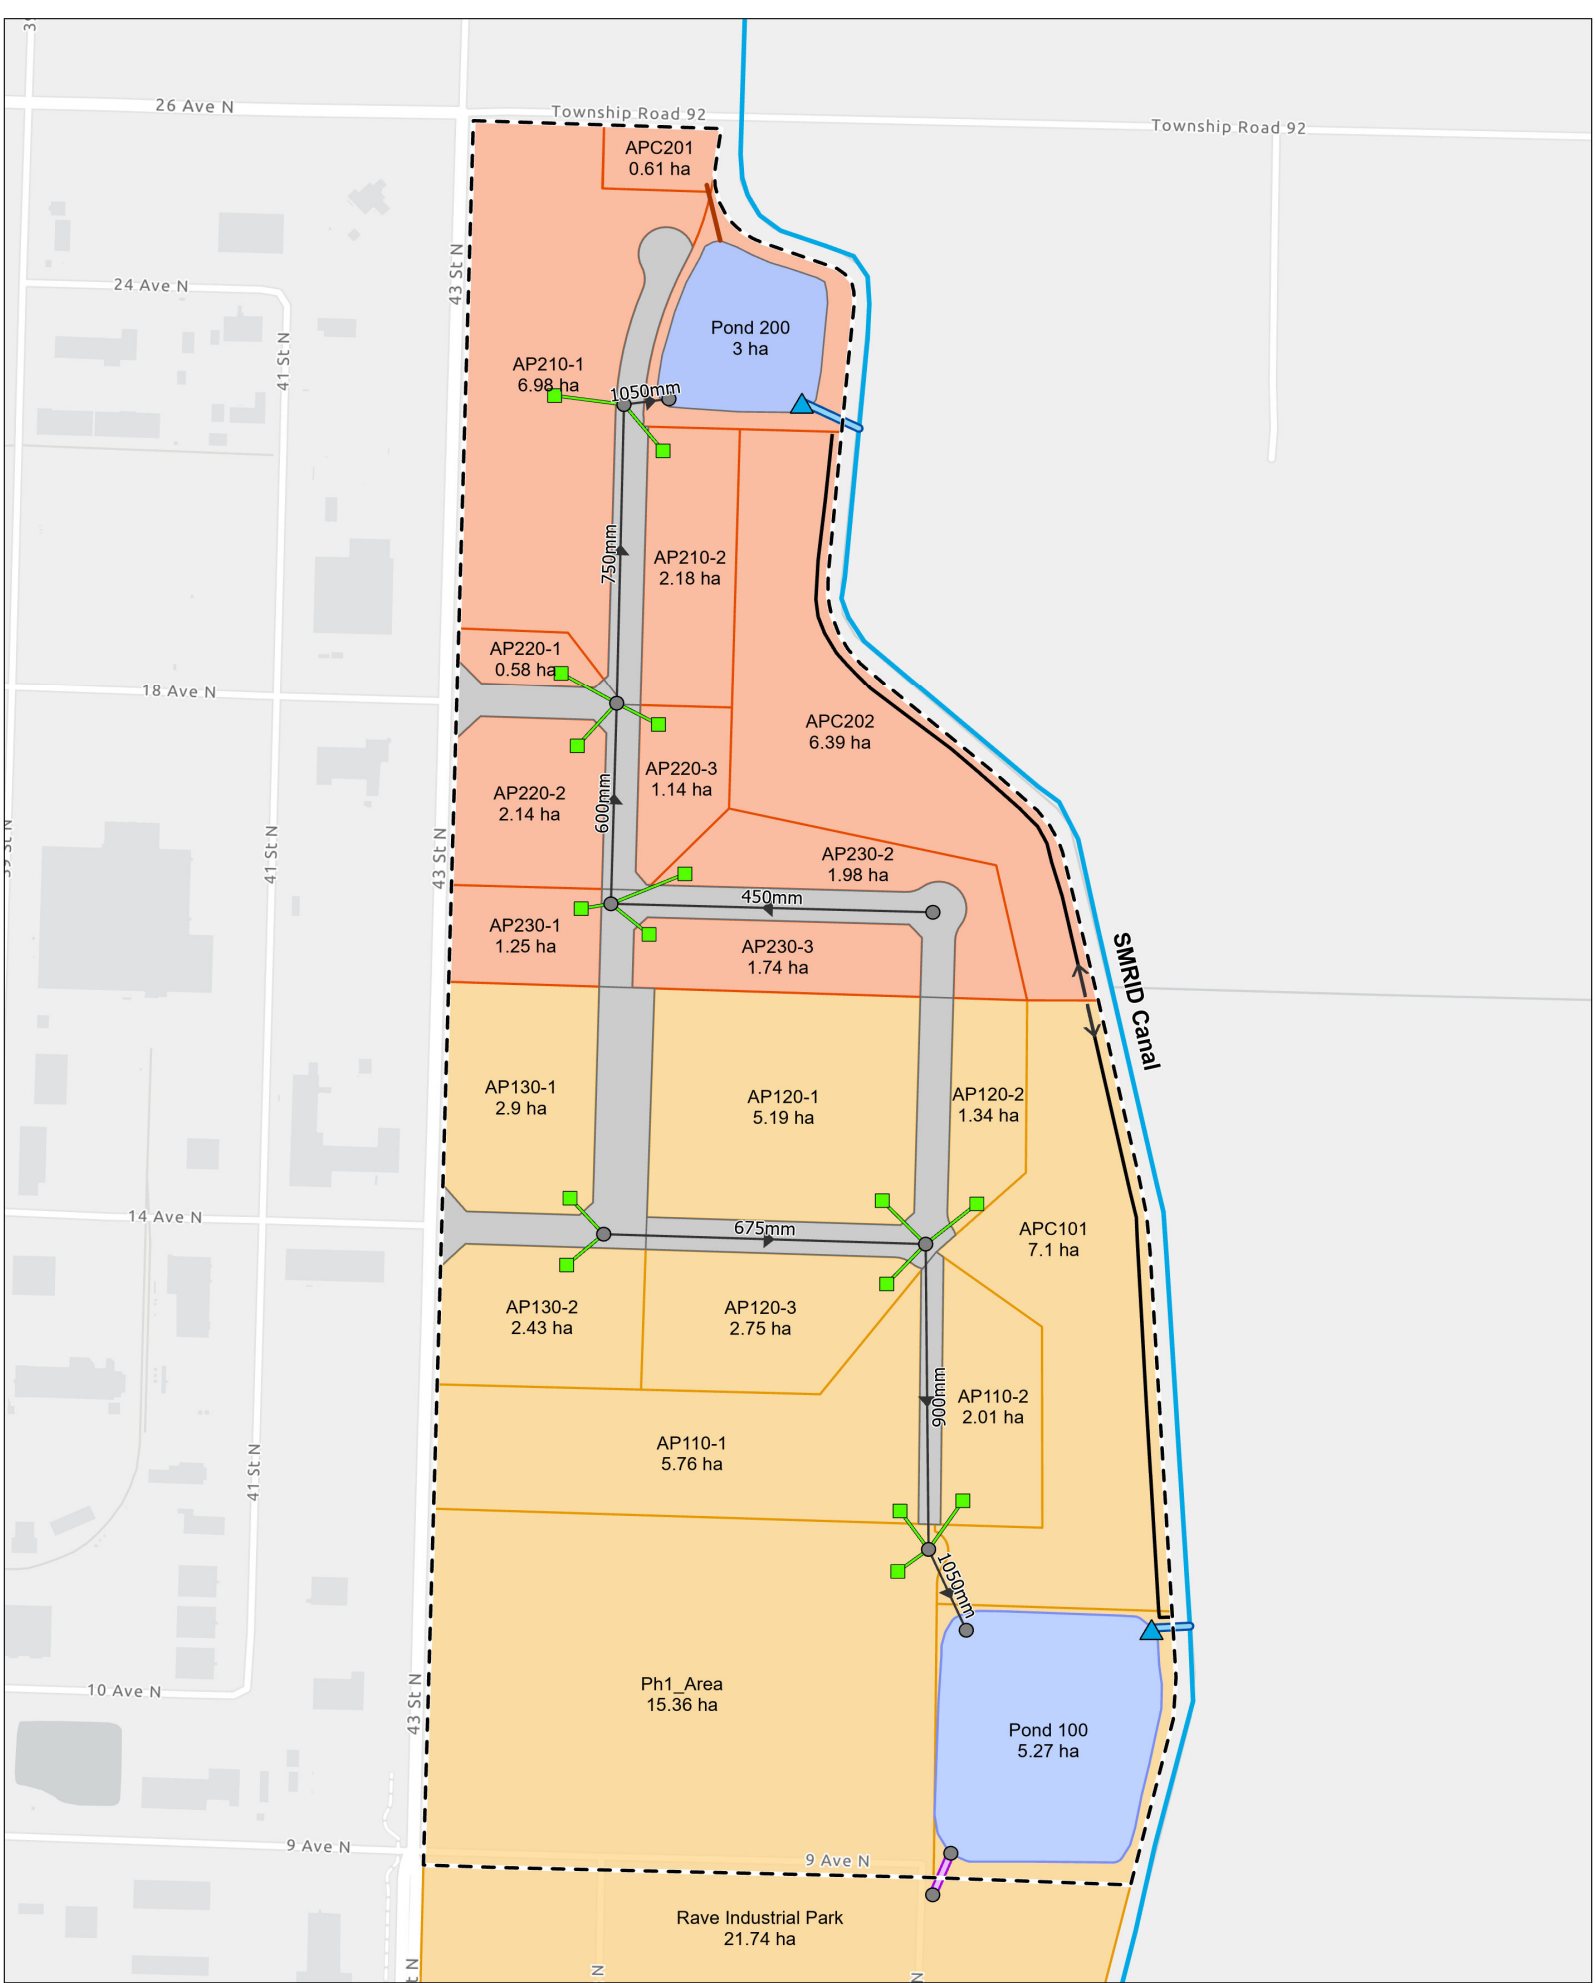 26 Ave N
Township Road 92
Township Road 92
APC201
0.61 ha
24 Ave N
43 St N
41 St N
Pond 200
3 ha
AP210-1
6.98 ha
1050mm
750mm
AP210-2
2.18 ha
AP220-1
0.58 ha
18 Ave N
APC202
6.39 ha
AP220-3
1.14 ha
AP220-2
2.14 ha
600mm
43 St N
41 St N
39 St N
AP230-2
1.98 ha
450mm
AP230-1
1.25 ha
AP230-3
1.74 ha
SMRID Canal
AP130-1
2.9 ha
AP120-1
5.19 ha
AP120-2
1.34 ha
14 Ave N
675mm
APC101
7.1 ha
AP130-2
2.43 ha
AP120-3
2.75 ha
900mm
AP110-2
2.01 ha
AP110-1
5.76 ha
41 St N
1050mm
10 Ave N
43 St N
Ph1_Area
15.36 ha
Pond 100
5.27 ha
9 Ave N
9 Ave N
Rave Industrial Park
21.74 ha
t N
N
N